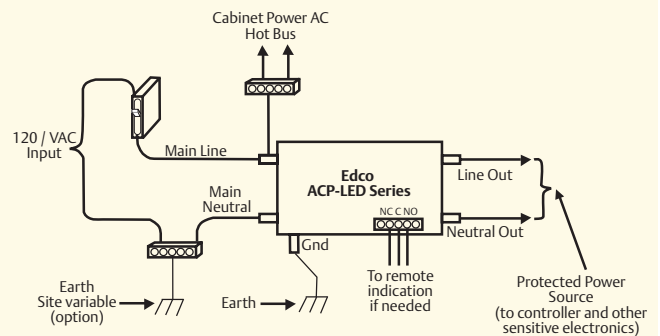 Cabinet Power AC
Hot Bus
120 / VAC
Input
Main Line
Edco
ACP-LED Series
Line Out
Main
Neutral
NC C NO
Neutral Out
Gnd
Earth
Site variable
(option)
Earth
To remote
indication
if needed
Protected Power
Source
(to controller and other
sensitive electronics)